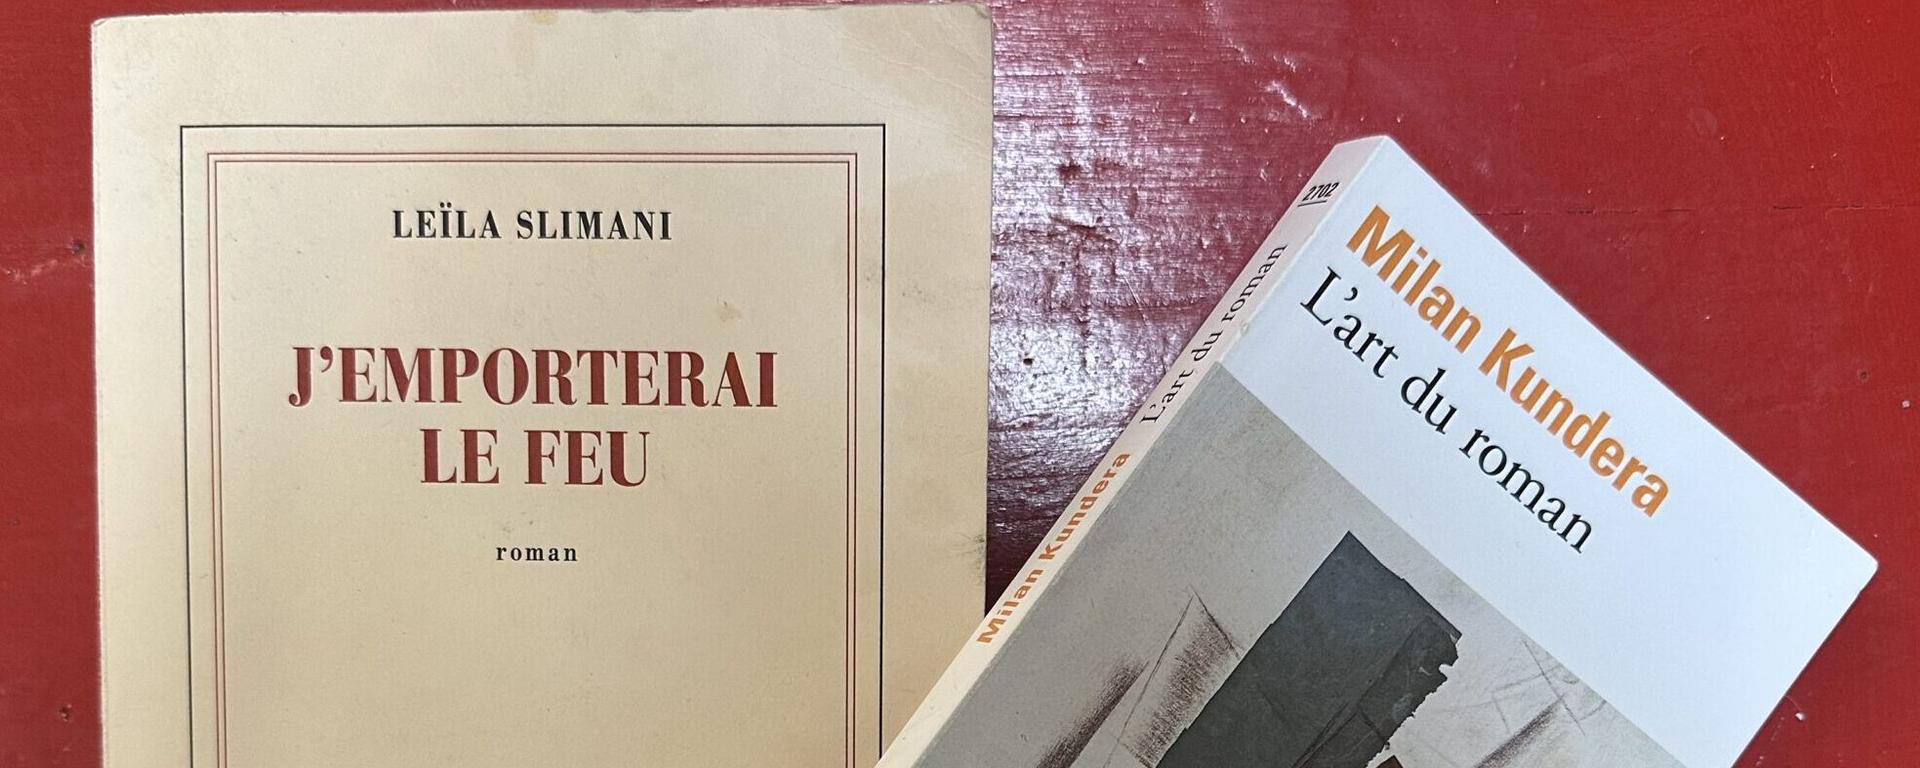 LEÏLA SLIMANI
J'EMPORTERAI
LE FEU
roman
2702
Milan Kundera L'art du roman
Milan Kundera
L'art du roman